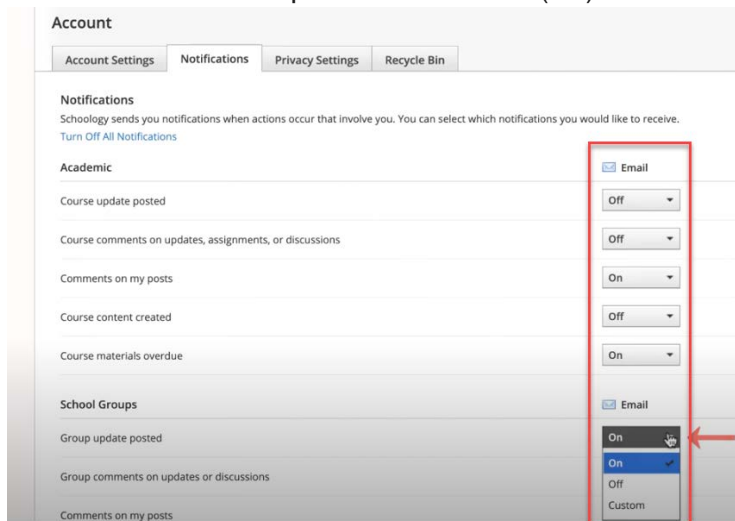 Account
Account Settings Notifications Privacy Settings Recycle Bin
Notifications
Schoology sends you notifications when actions occur that involve you. You can select which notifications you would like to receive.
Turn Off All Notifications
Academic Email
Course update posted Off
Course comments on updates, assignments, or discussions Off
Comments on my posts On
Course content created Off
Course materials overdue On
School Groups Email
Group update posted On
On
Group comments on updates or discussions Off
Comments on my posts Custom